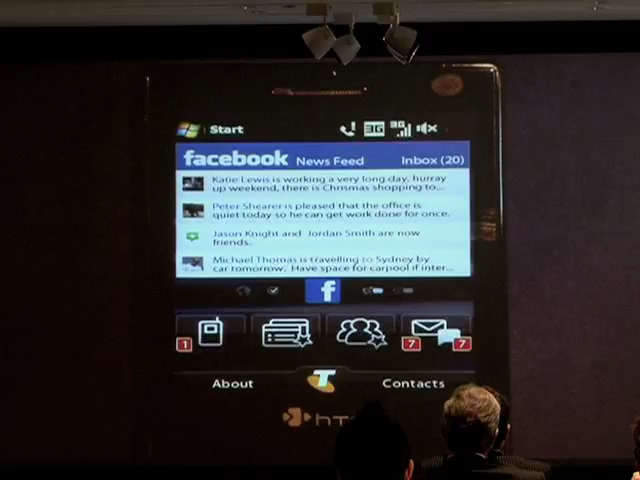 Start
3G 3G
facebook News Feed Inbox (20)
Katie Lewis is working a very long day, hurray
up weekend, there is Chrismas shopping to...
Peter Shearer is pleased that the office is
quiet today so he can get work done for once.
Jason Knight and Jordan Smith are now
friends.
Michael Thomas is travelling to Sydney by
car tomorrow. Have space for carpool if inter...
f
1 7 7
About T Contacts
htc